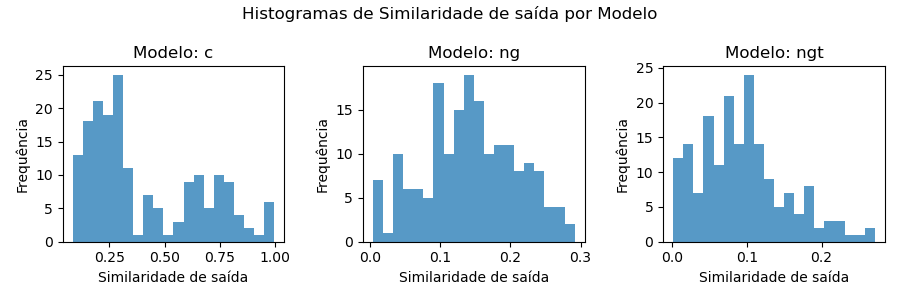 Histogramas de Similaridade de saída por Modelo
Modelo: c
Frequência
25
20
15
10
5
0
0.25
0.50
0.75
1.00
Similaridade de saída
Modelo: ng
Frequência
15
10
5
0
0.0
0.1
0.2
0.3
Similaridade de saída
Modelo: ngt
Frequência
25
20
15
10
5
0
0.0
0.1
0.2
Similaridade de saída